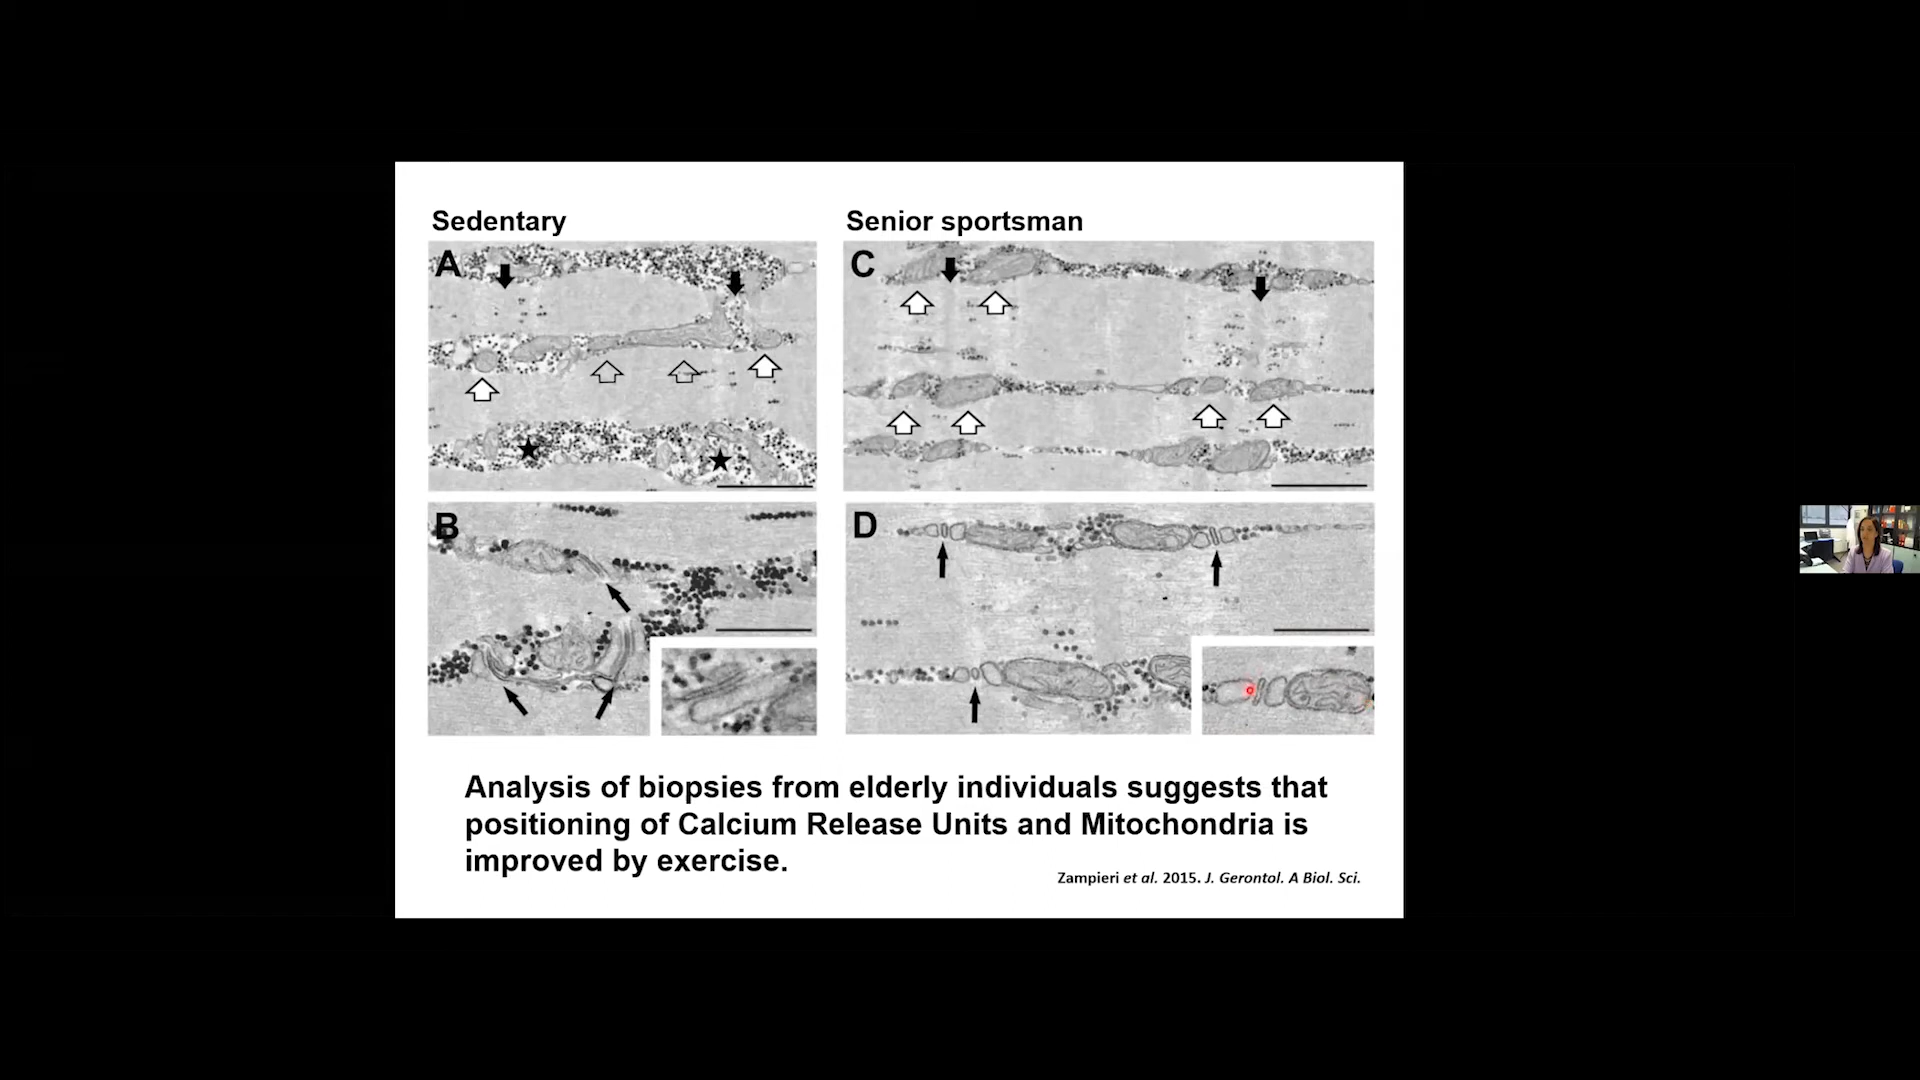 Sedentary
Senior sportsman
A
C
B
D
Analysis of biopsies from elderly individuals suggests that
positioning of Calcium Release Units and Mitochondria is
improved by exercise.
Zampieri et al. 2015. J. Gerontol. A Biol. Sci.